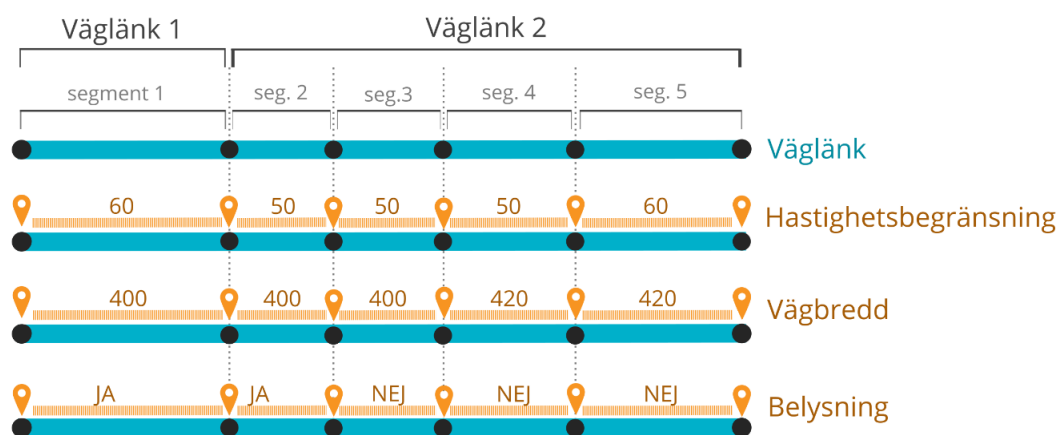 Väglänk 1 Väglänk 2
segment 1 seg. 2 seg.3 seg. 4 seg. 5
Väglänk
60 50 50 50 60 Hastighetsbegränsning
400 400 400 420 420 Vägbredd
JA JA NEJ NEJ NEJ Belysning